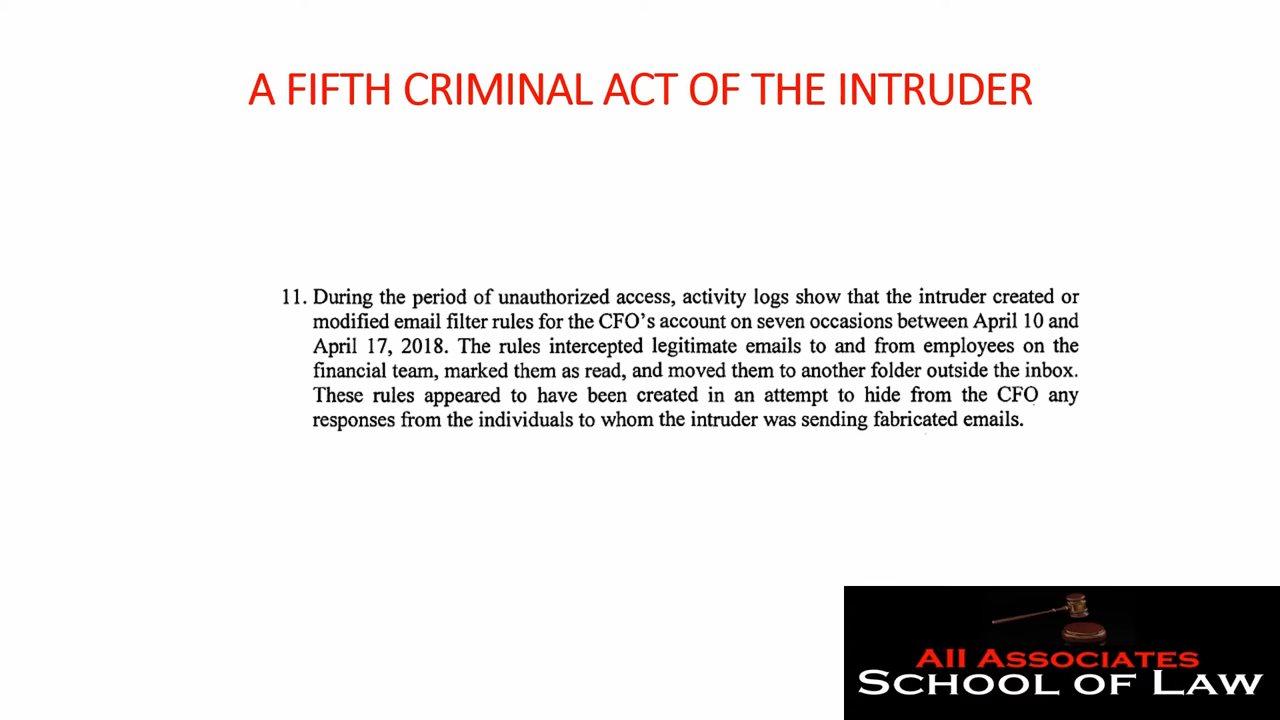 A FIFTH CRIMINAL ACT OF THE INTRUDER
11. During the period of unauthorized access, activity logs show that the intruder created or
modified email filter rules for the CFO's account on seven occasions between April 10 and
April 17, 2018. The rules intercepted legitimate emails to and from employees on the
financial team, marked them as read, and moved them to another folder outside the inbox.
These rules appeared to have been created in an attempt to hide from the CFO any
responses from the individuals to whom the intruder was sending fabricated emails.
All Associates
School of Law